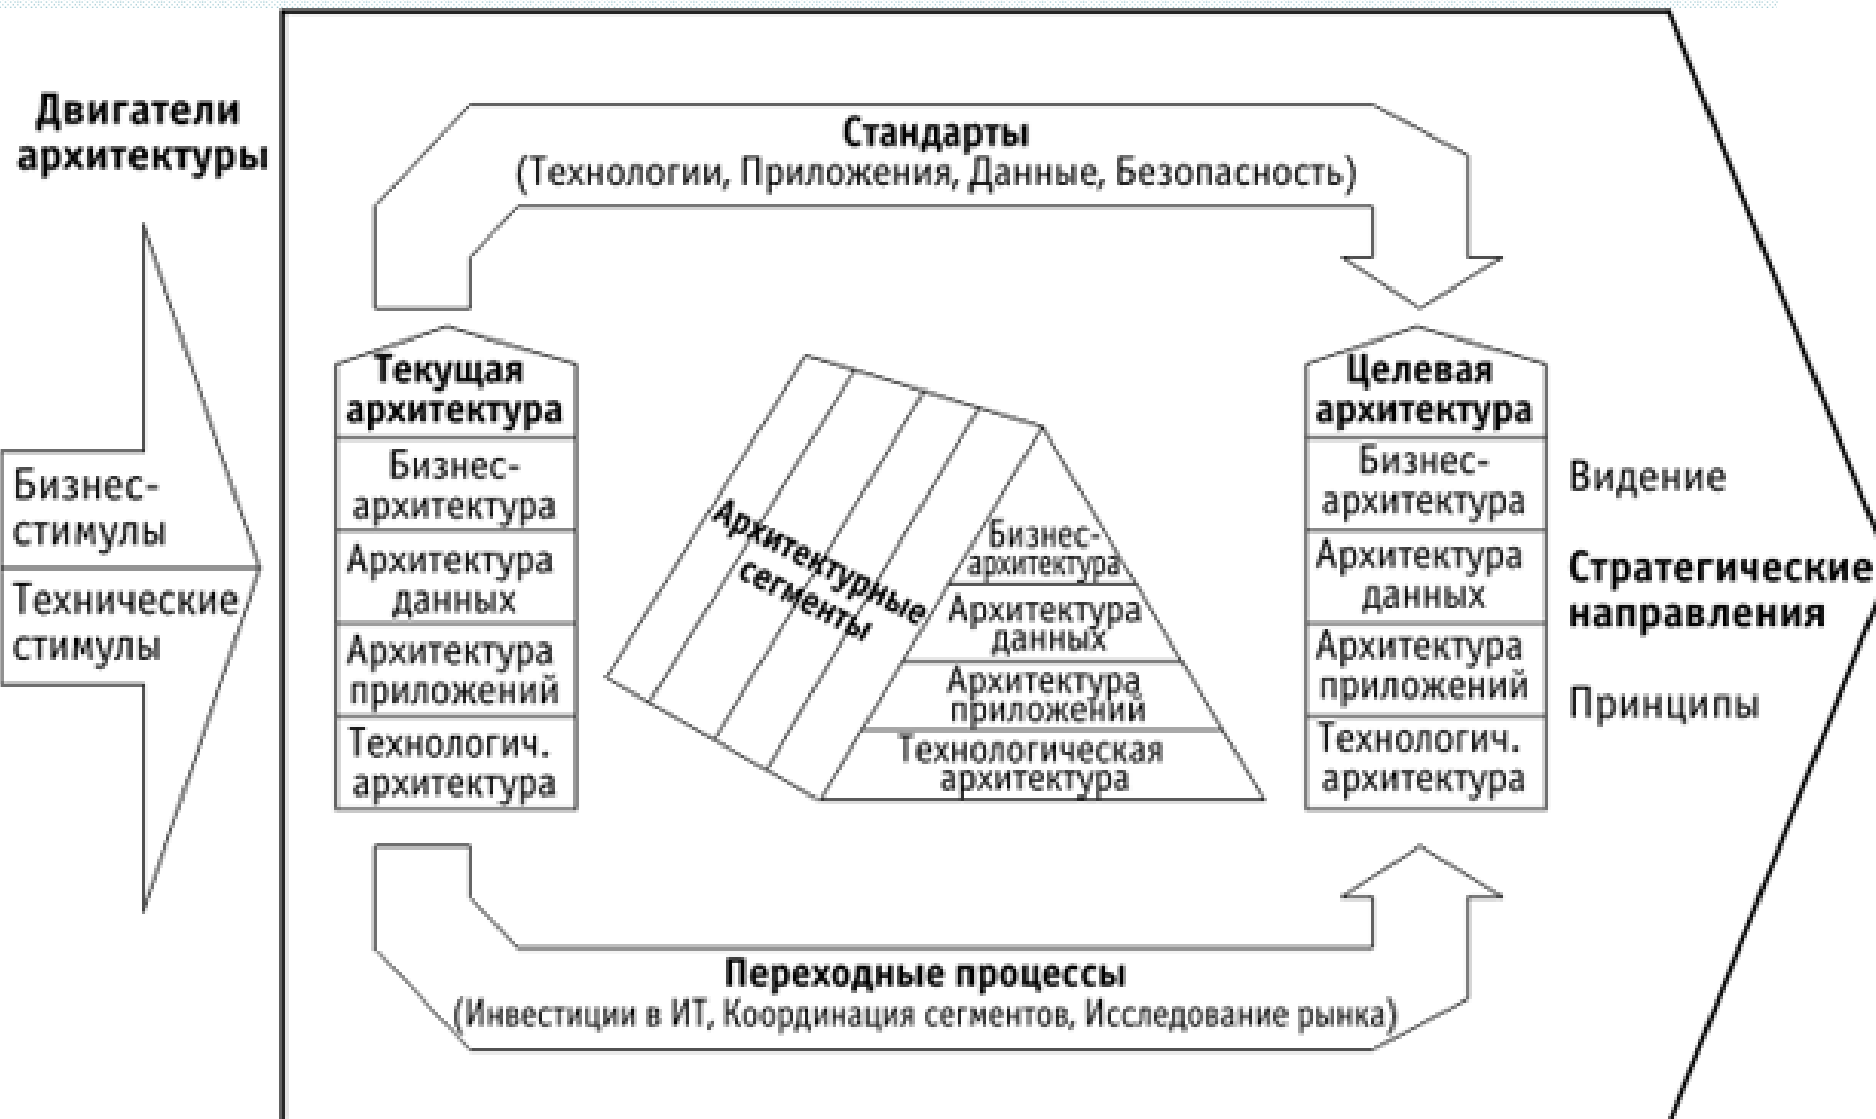 Двигатели
архитектуры
Бизнес-
стимулы
Технические
стимулы
Стандарты
(Технологии, Приложения, Данные, Безопасность)
Текущая
архитектура
Бизнес-
архитектура
Архитектура
данных
Архитектура
приложений
Технологич.
архитектура
Архитектурные
сегменты
Бизнес-
архитектура
Архитектура
данных
Архитектура
приложений
Технологическая
архитектура
Целевая
архитектура
Бизнес-
архитектура
Архитектура
данных
Архитектура
приложений
Технологич.
архитектура
Видение
Стратегические
направления
Принципы
Переходные процессы
(Инвестиции в ИТ, Координация сегментов, Исследование рынка)